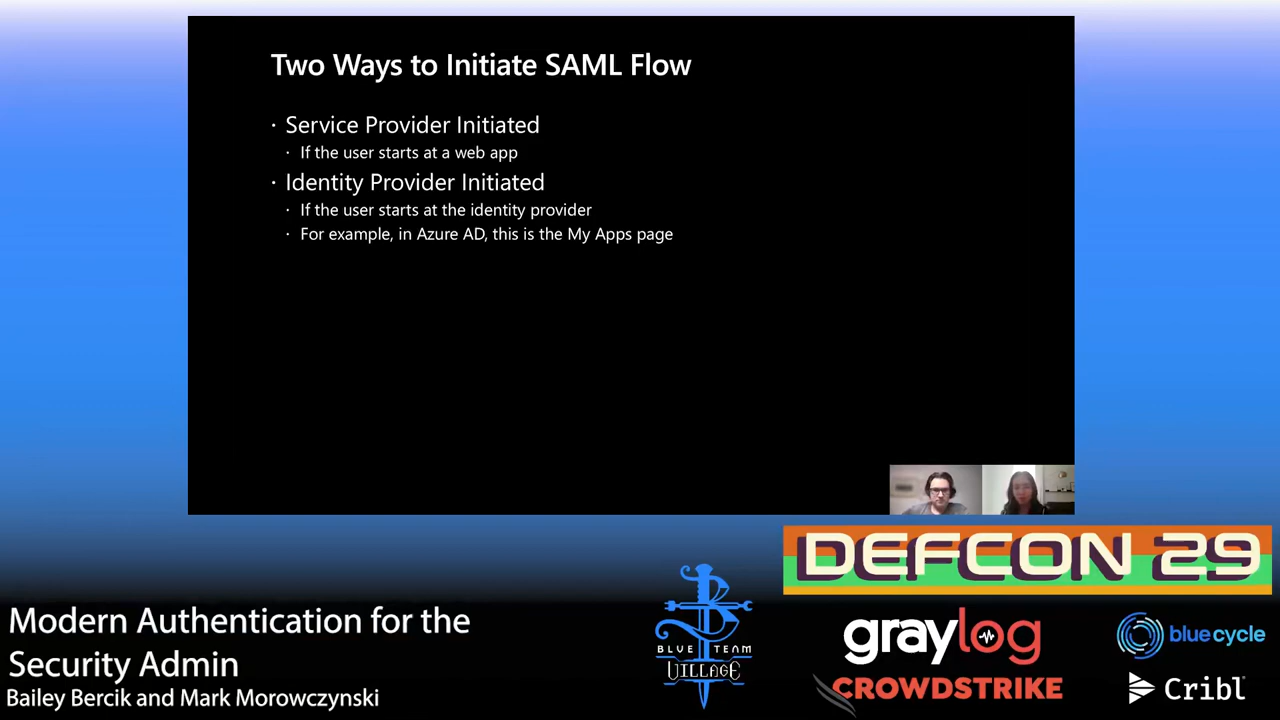 Two Ways to Initiate SAML Flow
· Service Provider Initiated
· If the user starts at a web app
· Identity Provider Initiated
· If the user starts at the identity provider
· For example, in Azure AD, this is the My Apps page
DEFCON 29
Modern Authentication for the
Security Admin
Bailey Bercik and Mark Morowczynski
BLUE TEAM
VILLAGE
graylog
CROWDSTRIKE
bluecycle
Cribl